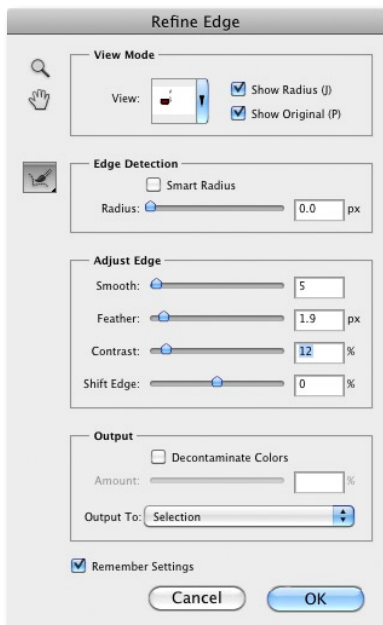 Refine Edge
View Mode
View:
Show Radius (J)
Show Original (P)
Edge Detection
Smart Radius
Radius: 0.0 px
Adjust Edge
Smooth: 5
Feather: 1.9 px
Contrast: 12 %
Shift Edge: 0 %
Output
Decontaminate Colors
Amount: %
Output To: Selection
Remember Settings
Cancel OK